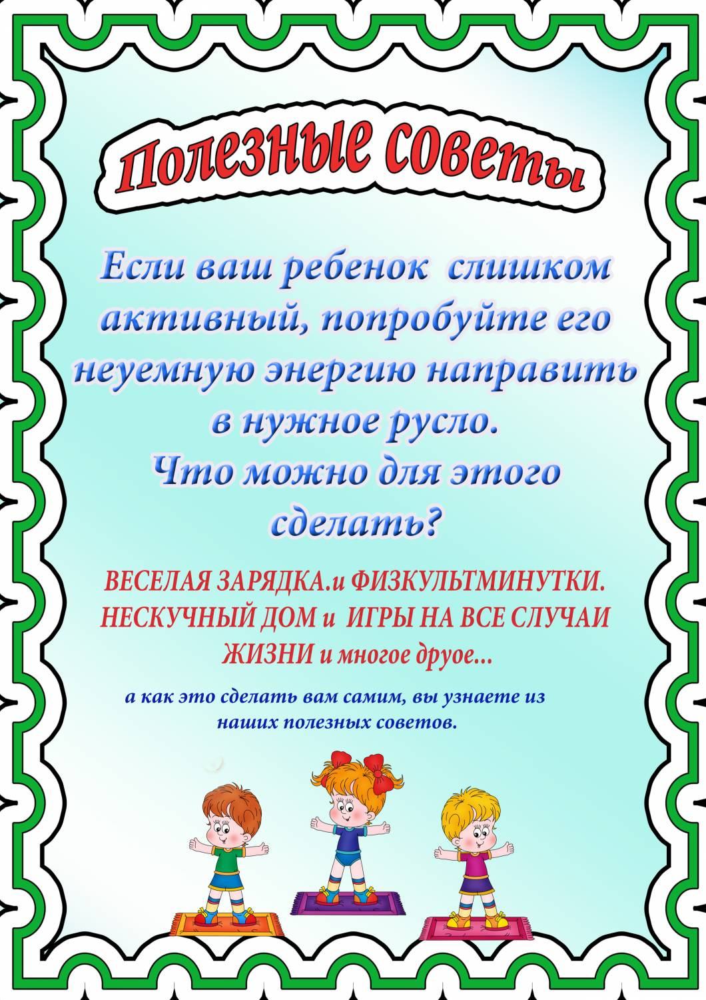 Полезные советы
Если ваш ребенок слишком
активный, попробуйте его
неуемную энергию направить
в нужное русло.
Что можно для этого
сделать?
ВЕСЕЛАЯ ЗАРЯДКА.и ФИЗКУЛЬТМИНУТКИ.
НЕСКУЧНЫЙ ДОМ и ИГРЫ НА ВСЕ СЛУЧАИ
ЖИЗНИ и многое друое...
а как это сделать вам самим, вы узнаете из
наших полезных советов.